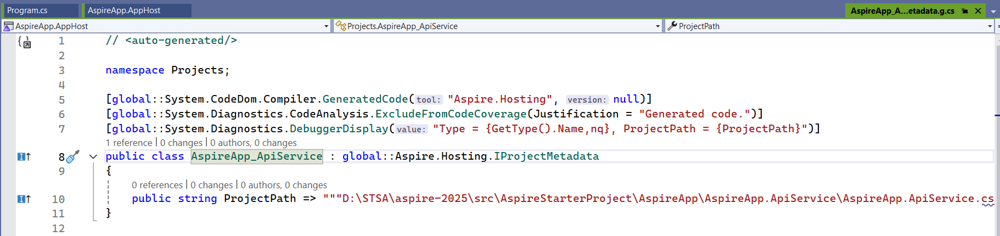 Program.cs AspireApp.AppHost AspireApp_A...etadata.g.cs
AspireApp.AppHost Projects.AspireApp_ApiService ProjectPath
1 // <auto-generated/>
2
3 namespace Projects;
4
5 [global::System.CodeDom.Compiler.GeneratedCode(tool: "Aspire.Hosting", version: null)]
6 [global::System.Diagnostics.CodeAnalysis.ExcludeFromCodeCoverage(Justification = "Generated code.")]
7 [global::System.Diagnostics.DebuggerDisplay(value: "Type = {GetType().Name,nq}, ProjectPath = {ProjectPath}")]
1 reference | 0 changes | 0 authors, 0 changes
8 public class AspireApp_ApiService : global::Aspire.Hosting.IProjectMetadata
9 {
0 references | 0 changes | 0 authors, 0 changes
10 public string ProjectPath => """D:\STSA\aspire-2025\src\AspireStarterProject\AspireApp\AspireApp.ApiService\AspireApp.ApiService.cs
11 }
12